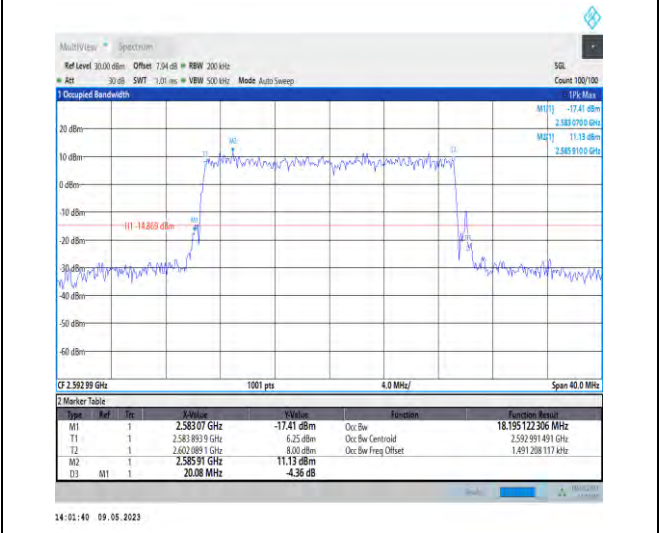 MultiView Spectrum
Ref Level 30.00 dBm Offset 7.94 dB RBW 200 kHz SGL
Att 30 dB SWT 1.01 ms VBW 500 kHz Mode Auto Sweep Count 100/100
1 Occupied Bandwidth 1Pk Max
M1[1] -17.41 dBm
2.583 0700 GHz
M2[1] 11.13 dBm
2.585 9100 GHz
20 dBm
M2
T1
T2
10 dBm
0 dBm
-10 dBm
H1 -14.869 dBm
-20 dBm
-30 dBm
-40 dBm
-50 dBm
-60 dBm
CF 2.592 99 GHz 1001 pts 4.0 MHz/ Span 40.0 MHz
2 Marker Table
Type Ref Trc X-Value Y-Value Function Function Result
M1 1 2.583 07 GHz -17.41 dBm Occ Bw 18.195 122 306 MHz
T1 1 2.583 893 9 GHz 6.25 dBm Occ Bw Centroid 2.592 991 491 GHz
T2 1 2.602 089 1 GHz 8.00 dBm Occ Bw Freq Offset 1.491 208 117 kHz
M2 1 2.585 91 GHz 11.13 dBm
D3 M1 1 20.08 MHz -4.36 dB
14:01:40 09.05.2023